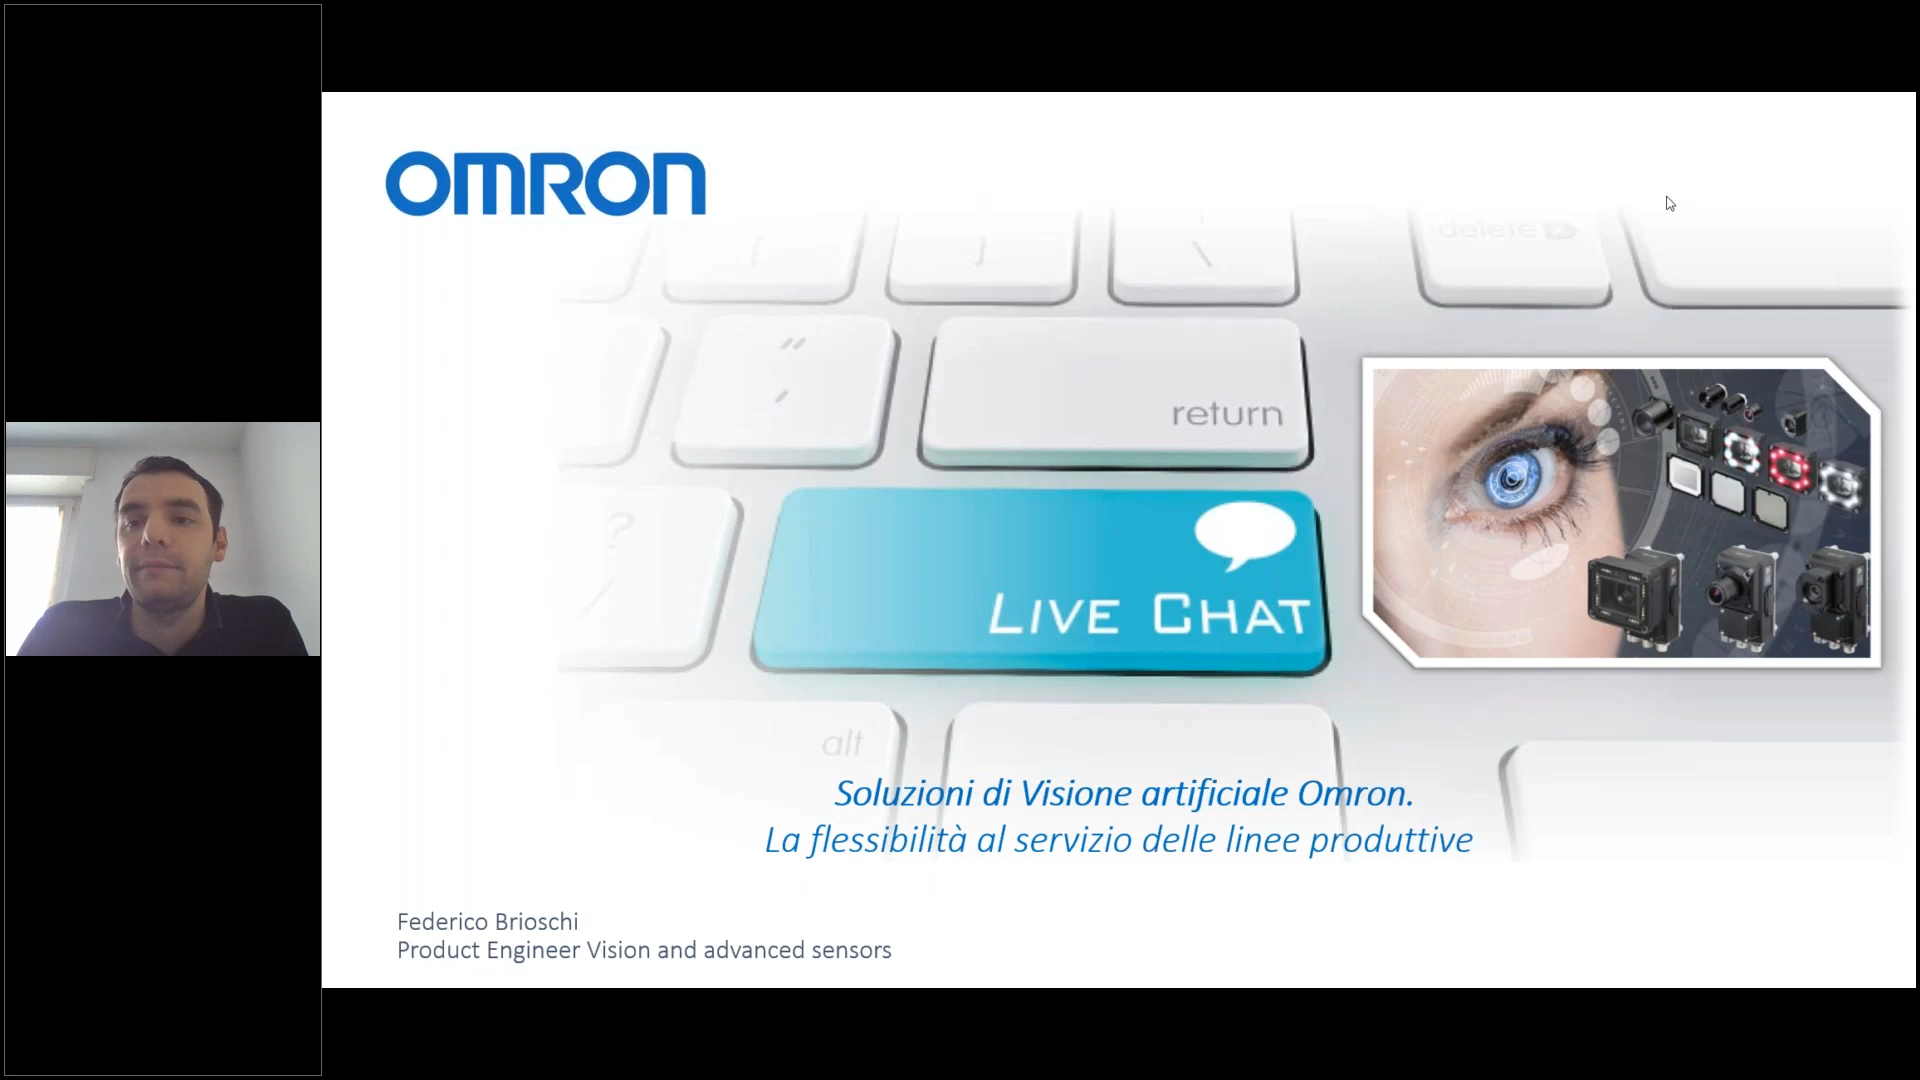 OMRON
delete
return
LIVE CHAT
alt
Soluzioni di Visione artificiale Omron.
La flessibilità al servizio delle linee produttive
Federico Brioschi
Product Engineer Vision and advanced sensors